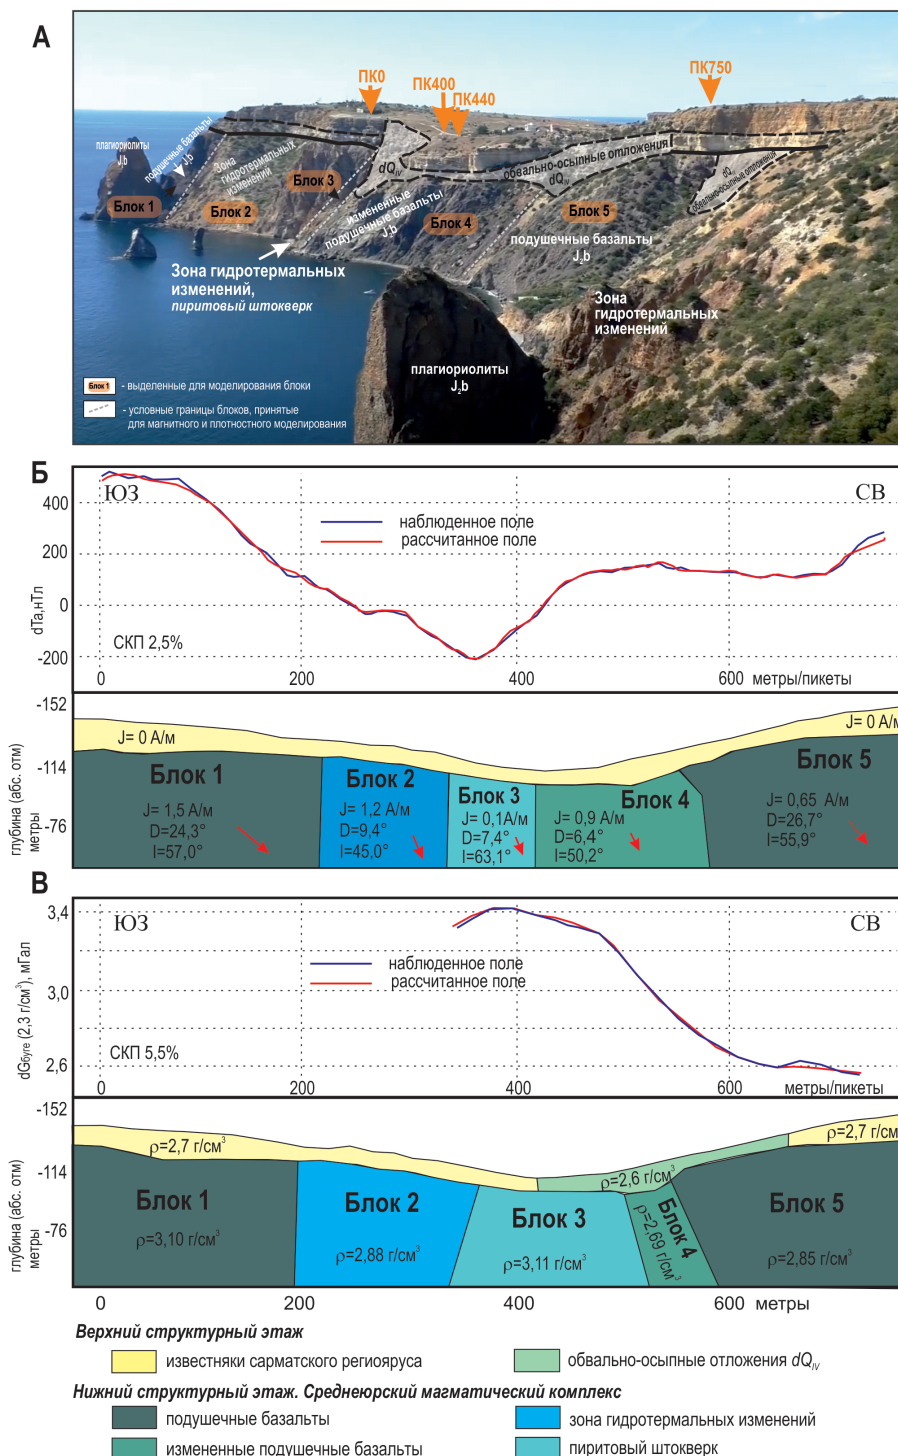 А
ПК0
ПК400
ПК440
ПК750
плагиориолиты
J₂b
подушечные базальты
J₂b
Зона
гидротермальных
изменений
Блок 1
Блок 2
Блок 3
dQIV
измененные
подушечные базальты
J₂b
Блок 4
обвально-осыпные отложения
dQIV
Блок 5
dQIV
обвально-осыпные отложения
подушечные базальты
J₂b
Зона гидротермальных
изменений,
пиритовый штокверк
Зона
гидротермальных
изменений
плагиориолиты
J₂b
Блок 1 - выделенные для моделирования блоки
- условные границы блоков, принятые
для магнитного и плотностного моделирования
Б
ЮЗ
СВ
400
200
0
-200
dTa,нТл
наблюденное поле
рассчитанное поле
СКП 2,5%
0
200
400
600
метры/пикеты
-152
-114
-76
глубина (абс. отм)
метры
J= 0 А/м
J= 0 А/м
Блок 1
J= 1,5 А/м
D=24,3°
I=57,0°
Блок 2
J= 1,2 А/м
D=9,4°
I=45,0°
Блок 3
J= 0,1А/м
D=7,4°
I=63,1°
Блок 4
J= 0,9 А/м
D=6,4°
I=50,2°
Блок 5
J= 0,65 А/м
D=26,7°
I=55,9°
В
ЮЗ
СВ
3,4
3,0
2,6
dGбуге (2,3 г/см³), мГал
наблюденное поле
рассчитанное поле
СКП 5,5%
0
400
600
метры/пикеты
-152
-114
-76
глубина (абс. отм)
метры
ρ=2,7 г/см³
ρ=2,6 г/см³
ρ=2,7 г/см
Блок 1
ρ=3,10 г/см³
Блок 2
ρ=2,88 г/см³
Блок 3
ρ=3,11 г/см³
Блок 4
ρ=2,69 г/см³
Блок 5
ρ=2,85 г/см³
0
200
400
600 метры
Верхний структурный этаж
известняки сарматского региояруса
обвально-осыпные отложения dQIV
Нижний структурный этаж. Среднеюрский магматический комплекс
подушечные базальты
зона гидротермальных изменений
измененные подушечные базальты
пиритовый штокверк